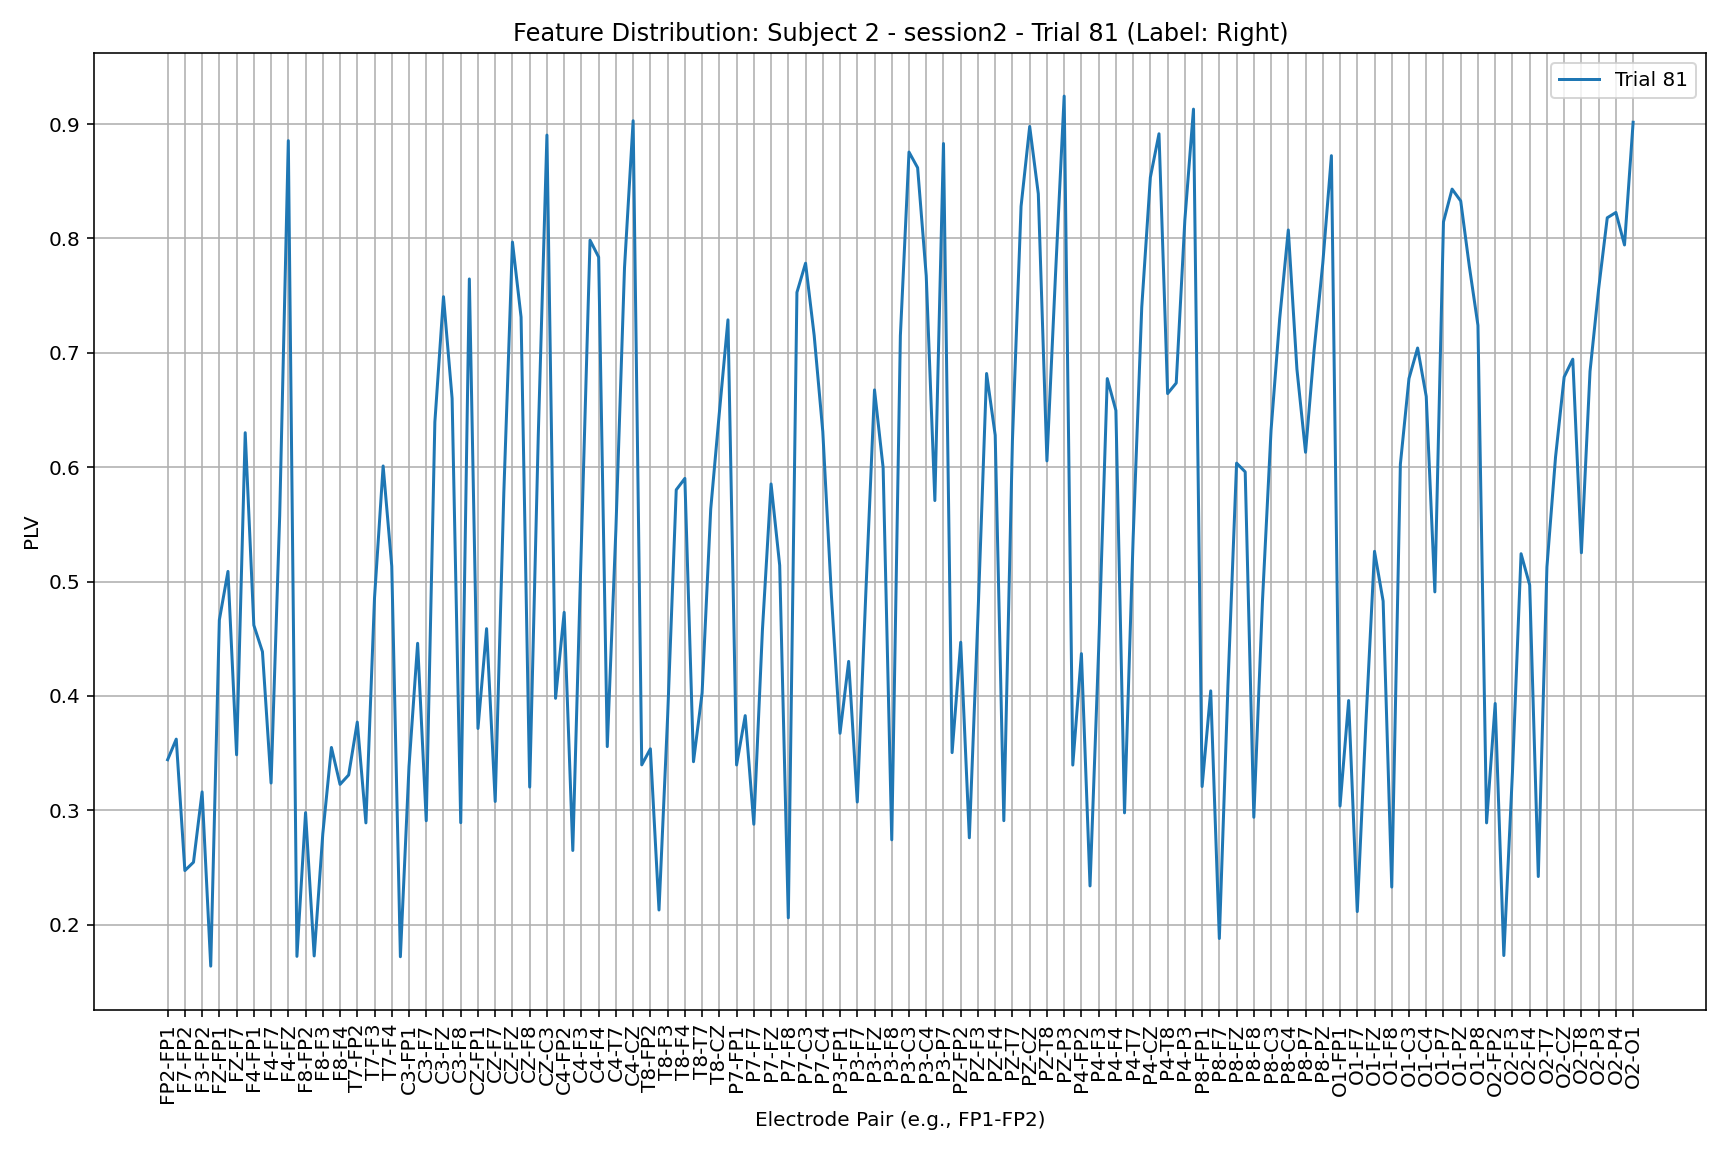 Feature Distribution: Subject 2 - session2 - Trial 81 (Label: Right)
Trial 81
PLV
0.9
0.8
0.7
0.6
0.5
0.4
0.3
0.2
FP2-FP1
F7-FP2
F3-FP2
FZ-FP1
FZ-F7
F4-FP1
F4-F7
F4-FZ
F8-FP2
F8-F3
F8-F4
T7-FP2
T7-F3
T7-F4
C3-FP1
C3-F7
C3-FZ
C3-F8
CZ-FP1
CZ-F7
CZ-FZ
CZ-F8
CZ-C3
C4-FP2
C4-F3
C4-F4
C4-T7
C4-CZ
T8-FP2
T8-F3
T8-F4
T8-T7
T8-CZ
P7-FP1
P7-F7
P7-FZ
P7-F8
P7-C3
P7-C4
P3-FP1
P3-F7
P3-FZ
P3-F8
P3-C3
P3-C4
P3-P7
PZ-FP2
PZ-F3
PZ-F4
PZ-T7
PZ-CZ
PZ-T8
PZ-P3
P4-FP2
P4-F3
P4-F4
P4-T7
P4-CZ
P4-T8
P4-P3
P8-FP1
P8-F7
P8-FZ
P8-F8
P8-C3
P8-C4
P8-P7
P8-PZ
O1-FP1
O1-F7
O1-FZ
O1-F8
O1-C3
O1-C4
O1-P7
O1-PZ
O1-P8
O2-FP2
O2-F3
O2-F4
O2-T7
O2-CZ
O2-T8
O2-P3
O2-P4
O2-O1
Electrode Pair (e.g., FP1-FP2)